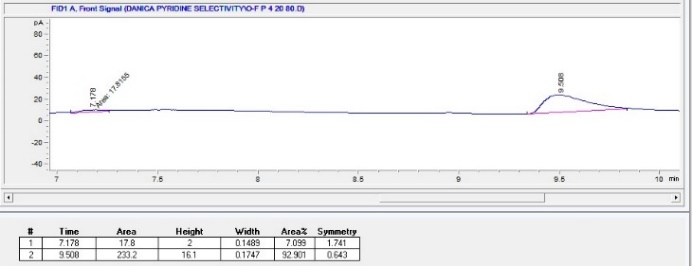 FID1 A, Front Signal (DANICA PYRIDINE SELECTIVITY\O-F P 4 20 80.D)
pA
80
60
40
20
0
-20
-40
7.178
Area: 17.8155
9.508
7 7.5 8 8.5 9 9.5 10 min
# Time Area Height Width Area% Symmetry
1 7.178 17.8 2 0.1489 7.099 1.741
2 9.508 233.2 16.1 0.1747 92.901 0.643